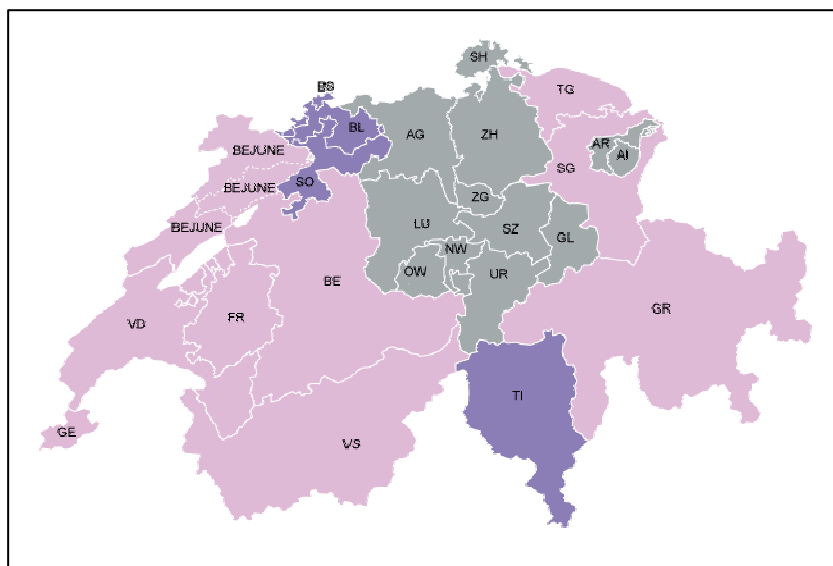 SH
BS
TG
BL
AG
ZH
AR
BEJUNE
AI
SG
SO
BEJUNE
ZG
LU
BEJUNE
SZ
GL
NW
OW
UR
BE
GR
FR
VD
TI
GE
VS